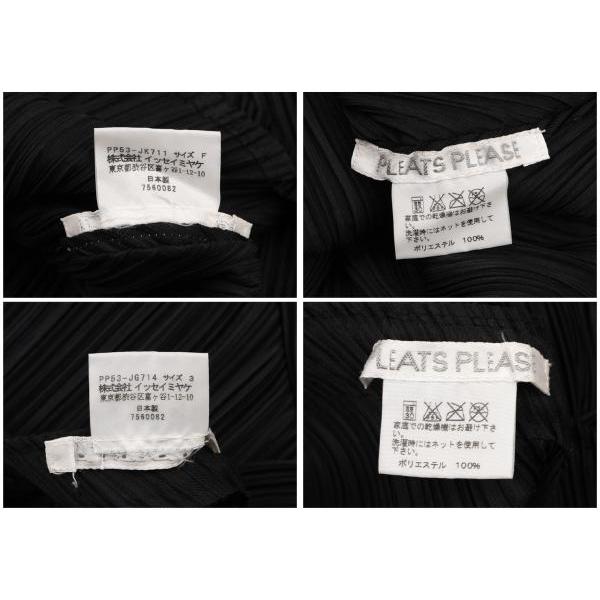 PP53-JK711 サイズ F
株式会社 イッセイミヤケ
東京都渋谷区富ヶ谷1-12-10
日本製
7560082
PLEATS PLEASE
家庭での乾燥機はお避け下さい。
洗濯時にはネットを使用して下さい。
ポリエステル 100%
PP53-JG714 サイズ 3
株式会社 イッセイミヤケ
東京都渋谷区富ヶ谷1-12-10
日本製
7560082
LEATS PLEASE
家庭での乾燥機はお避け下さい。
洗濯時にはネットを使用して下さい。
ポリエステル 100%